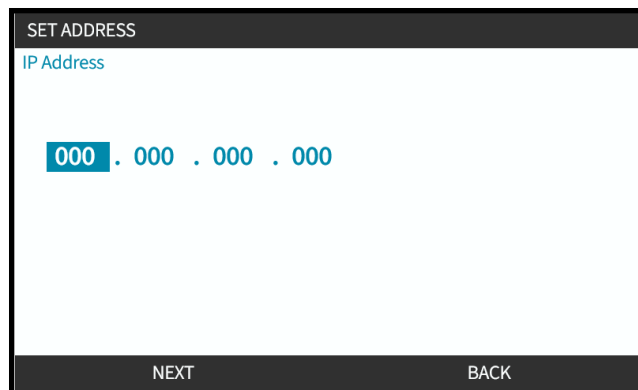 SET ADDRESS
IP Address
000 . 000 . 000 . 000
NEXT BACK